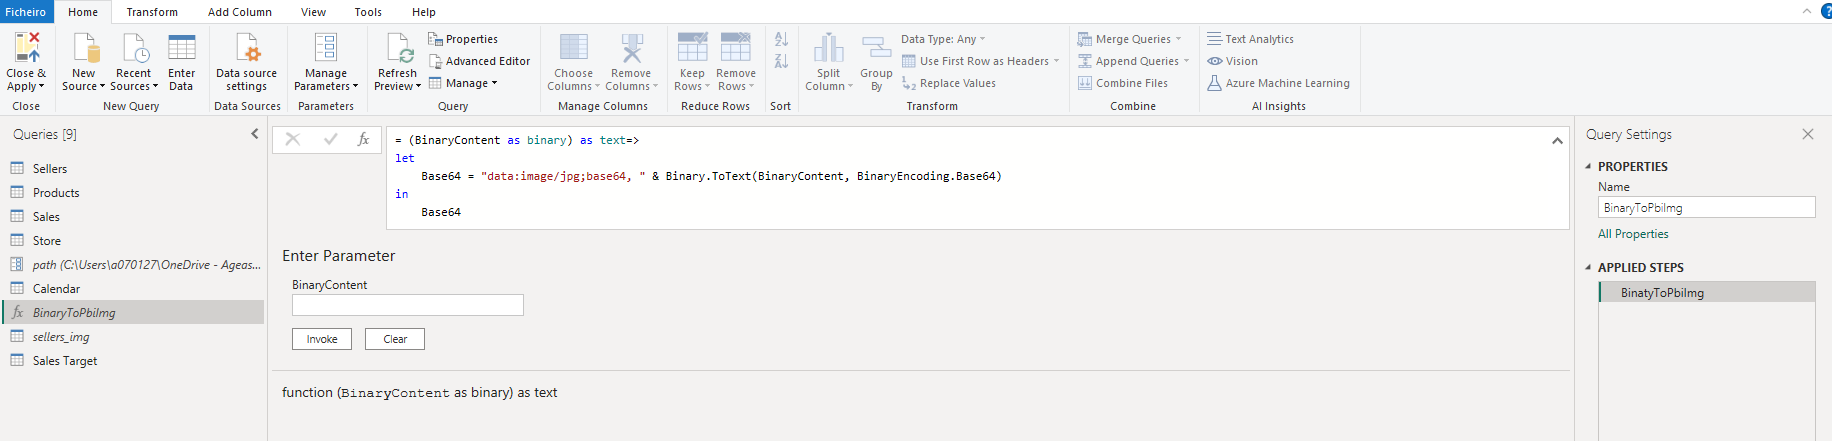 Ficheiro Home Transform Add Column View Tools Help
Close & Apply
Close
New Source
Recent Sources
Enter Data
New Query
Data source settings
Data Sources
Manage Parameters
Parameters
Refresh Preview
Properties
Advanced Editor
Manage
Query
Choose Columns
Remove Columns
Manage Columns
Keep Rows
Remove Rows
Reduce Rows
Sort
Split Column
Group By
Data Type: Any
Use First Row as Headers
Replace Values
Transform
Merge Queries
Append Queries
Combine Files
Combine
Text Analytics
Vision
Azure Machine Learning
AI Insights
Queries [9]
Sellers
Products
Sales
Store
path (C:\Users\a070127\OneDrive - Ageas...
Calendar
fx BinaryToPbiImg
sellers_img
Sales Target
fx
= (BinaryContent as binary) as text=>
let
Base64 = "data:image/jpg;base64, " & Binary.ToText(BinaryContent, BinaryEncoding.Base64)
in
Base64
Enter Parameter
BinaryContent
Invoke Clear
function (BinaryContent as binary) as text
Query Settings
PROPERTIES
Name
BinaryToPbiImg
All Properties
APPLIED STEPS
BinatyToPbiImg